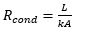 R_cond = L/kA